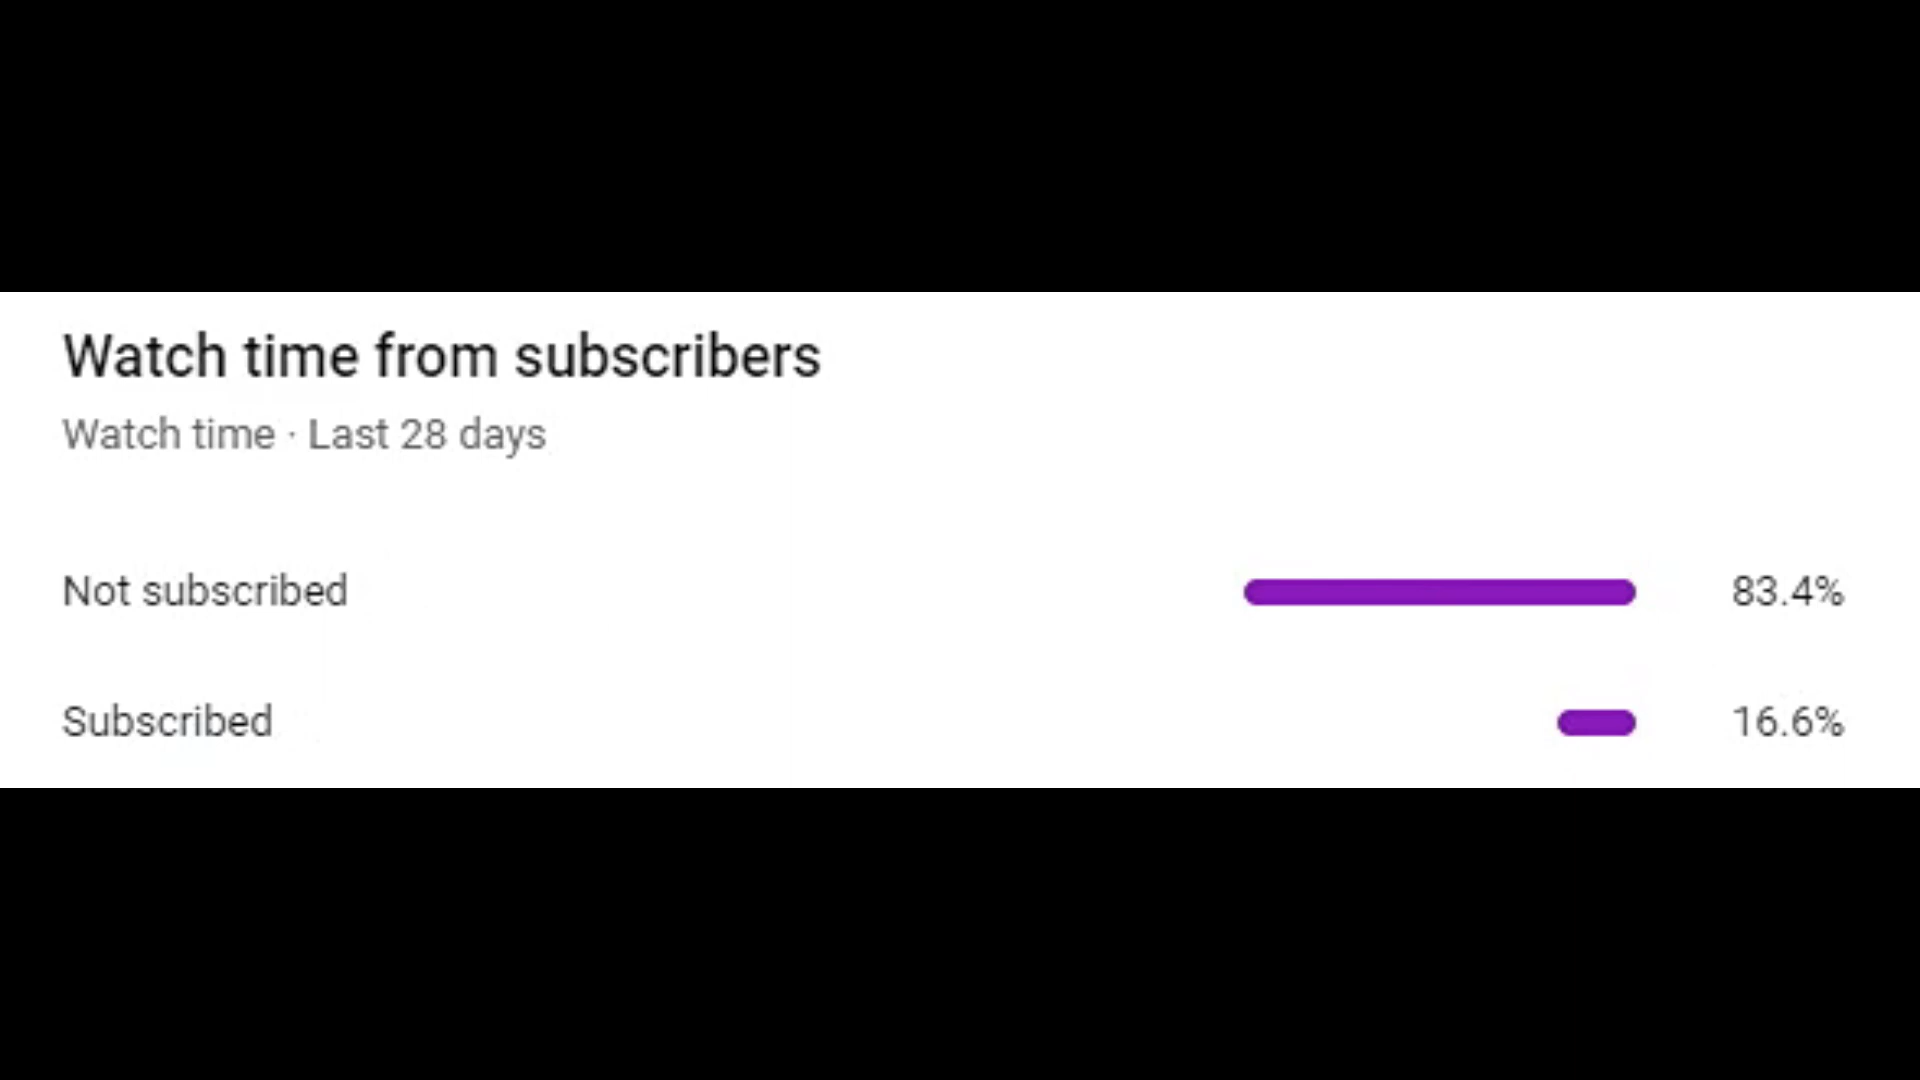 Watch time from subscribers
Watch time · Last 28 days
Not subscribed 83.4%
Subscribed 16.6%